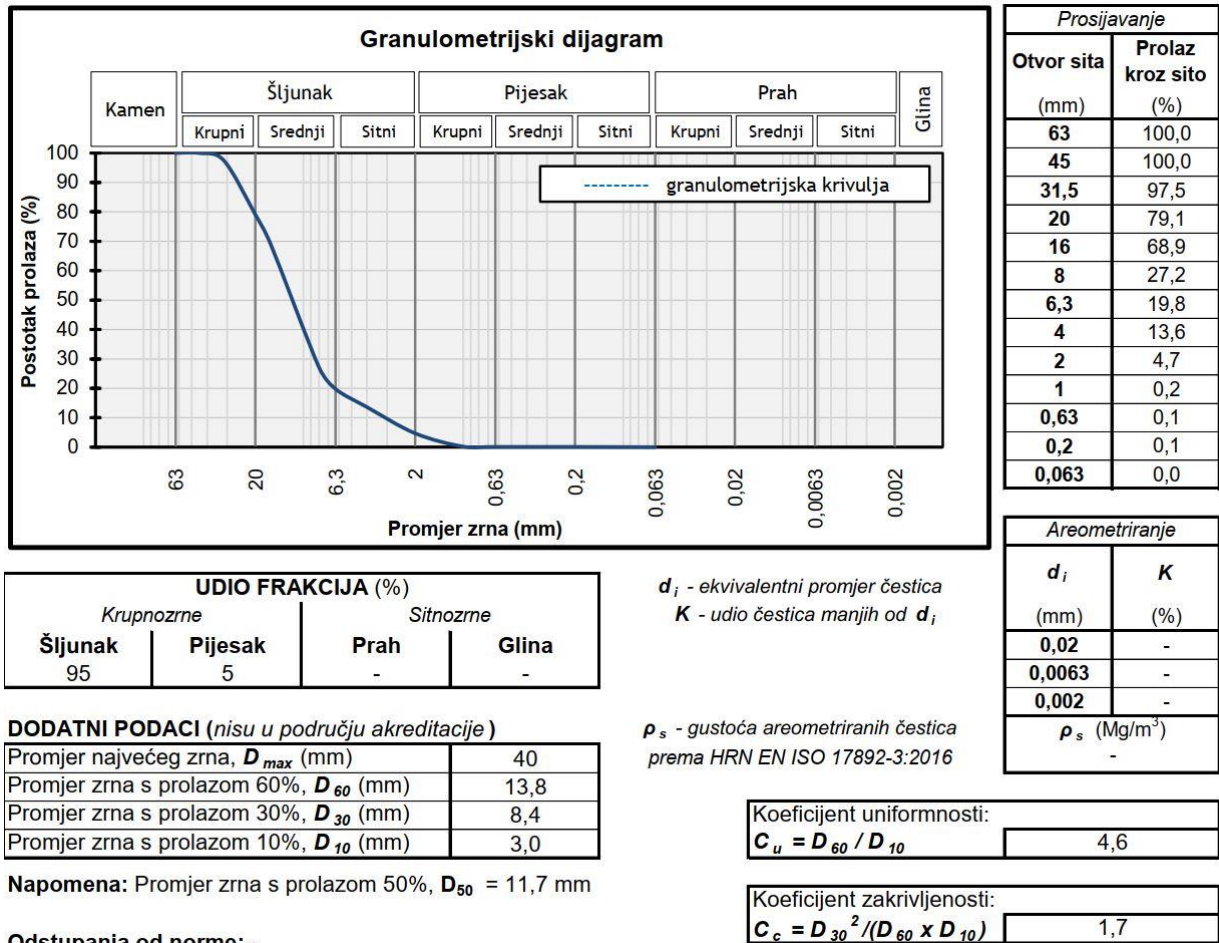 Granulometrijski dijagram
Kamen
Šljunak
Pijesak
Prah
Glina
Krupni
Srednji
Sitni
Krupni
Srednji
Sitni
Krupni
Srednji
Sitni
granulometrijska krivulja
Postotak prolaza (%)
100
90
80
70
60
50
40
30
20
10
0
63
20
6,3
2
0,63
0,2
0,063
0,02
0,0063
0,002
Promjer zrna (mm)
Prosijavanje
Otvor sita Prolaz kroz sito
(mm) (%)
63 100,0
45 100,0
31,5 97,5
20 79,1
16 68,9
8 27,2
6,3 19,8
4 13,6
2 4,7
1 0,2
0,63 0,1
0,2 0,1
0,063 0,0
Areometriranje
d i K
(mm) (%)
0,02 -
0,0063 -
0,002 -
ρ s (Mg/m³)
-
UDIO FRAKCIJA (%)
Krupnozrne Sitnozrne
Šljunak Pijesak Prah Glina
95 5 - -
d i - ekvivalentni promjer čestica
K - udio čestica manjih od d i
DODATNI PODACI (nisu u području akreditacije)
Promjer najvećeg zrna, D max (mm) 40
Promjer zrna s prolazom 60%, D 60 (mm) 13,8
Promjer zrna s prolazom 30%, D 30 (mm) 8,4
Promjer zrna s prolazom 10%, D 10 (mm) 3,0
ρ s - gustoća areometriranih čestica
prema HRN EN ISO 17892-3:2016
Napomena: Promjer zrna s prolazom 50%, D50 = 11,7 mm
Koeficijent uniformnosti:
C u = D 60 / D 10 4,6
Koeficijent zakrivljenosti:
C c = D 30 ² /(D 60 x D 10) 1,7
Odstupanja od norme: -